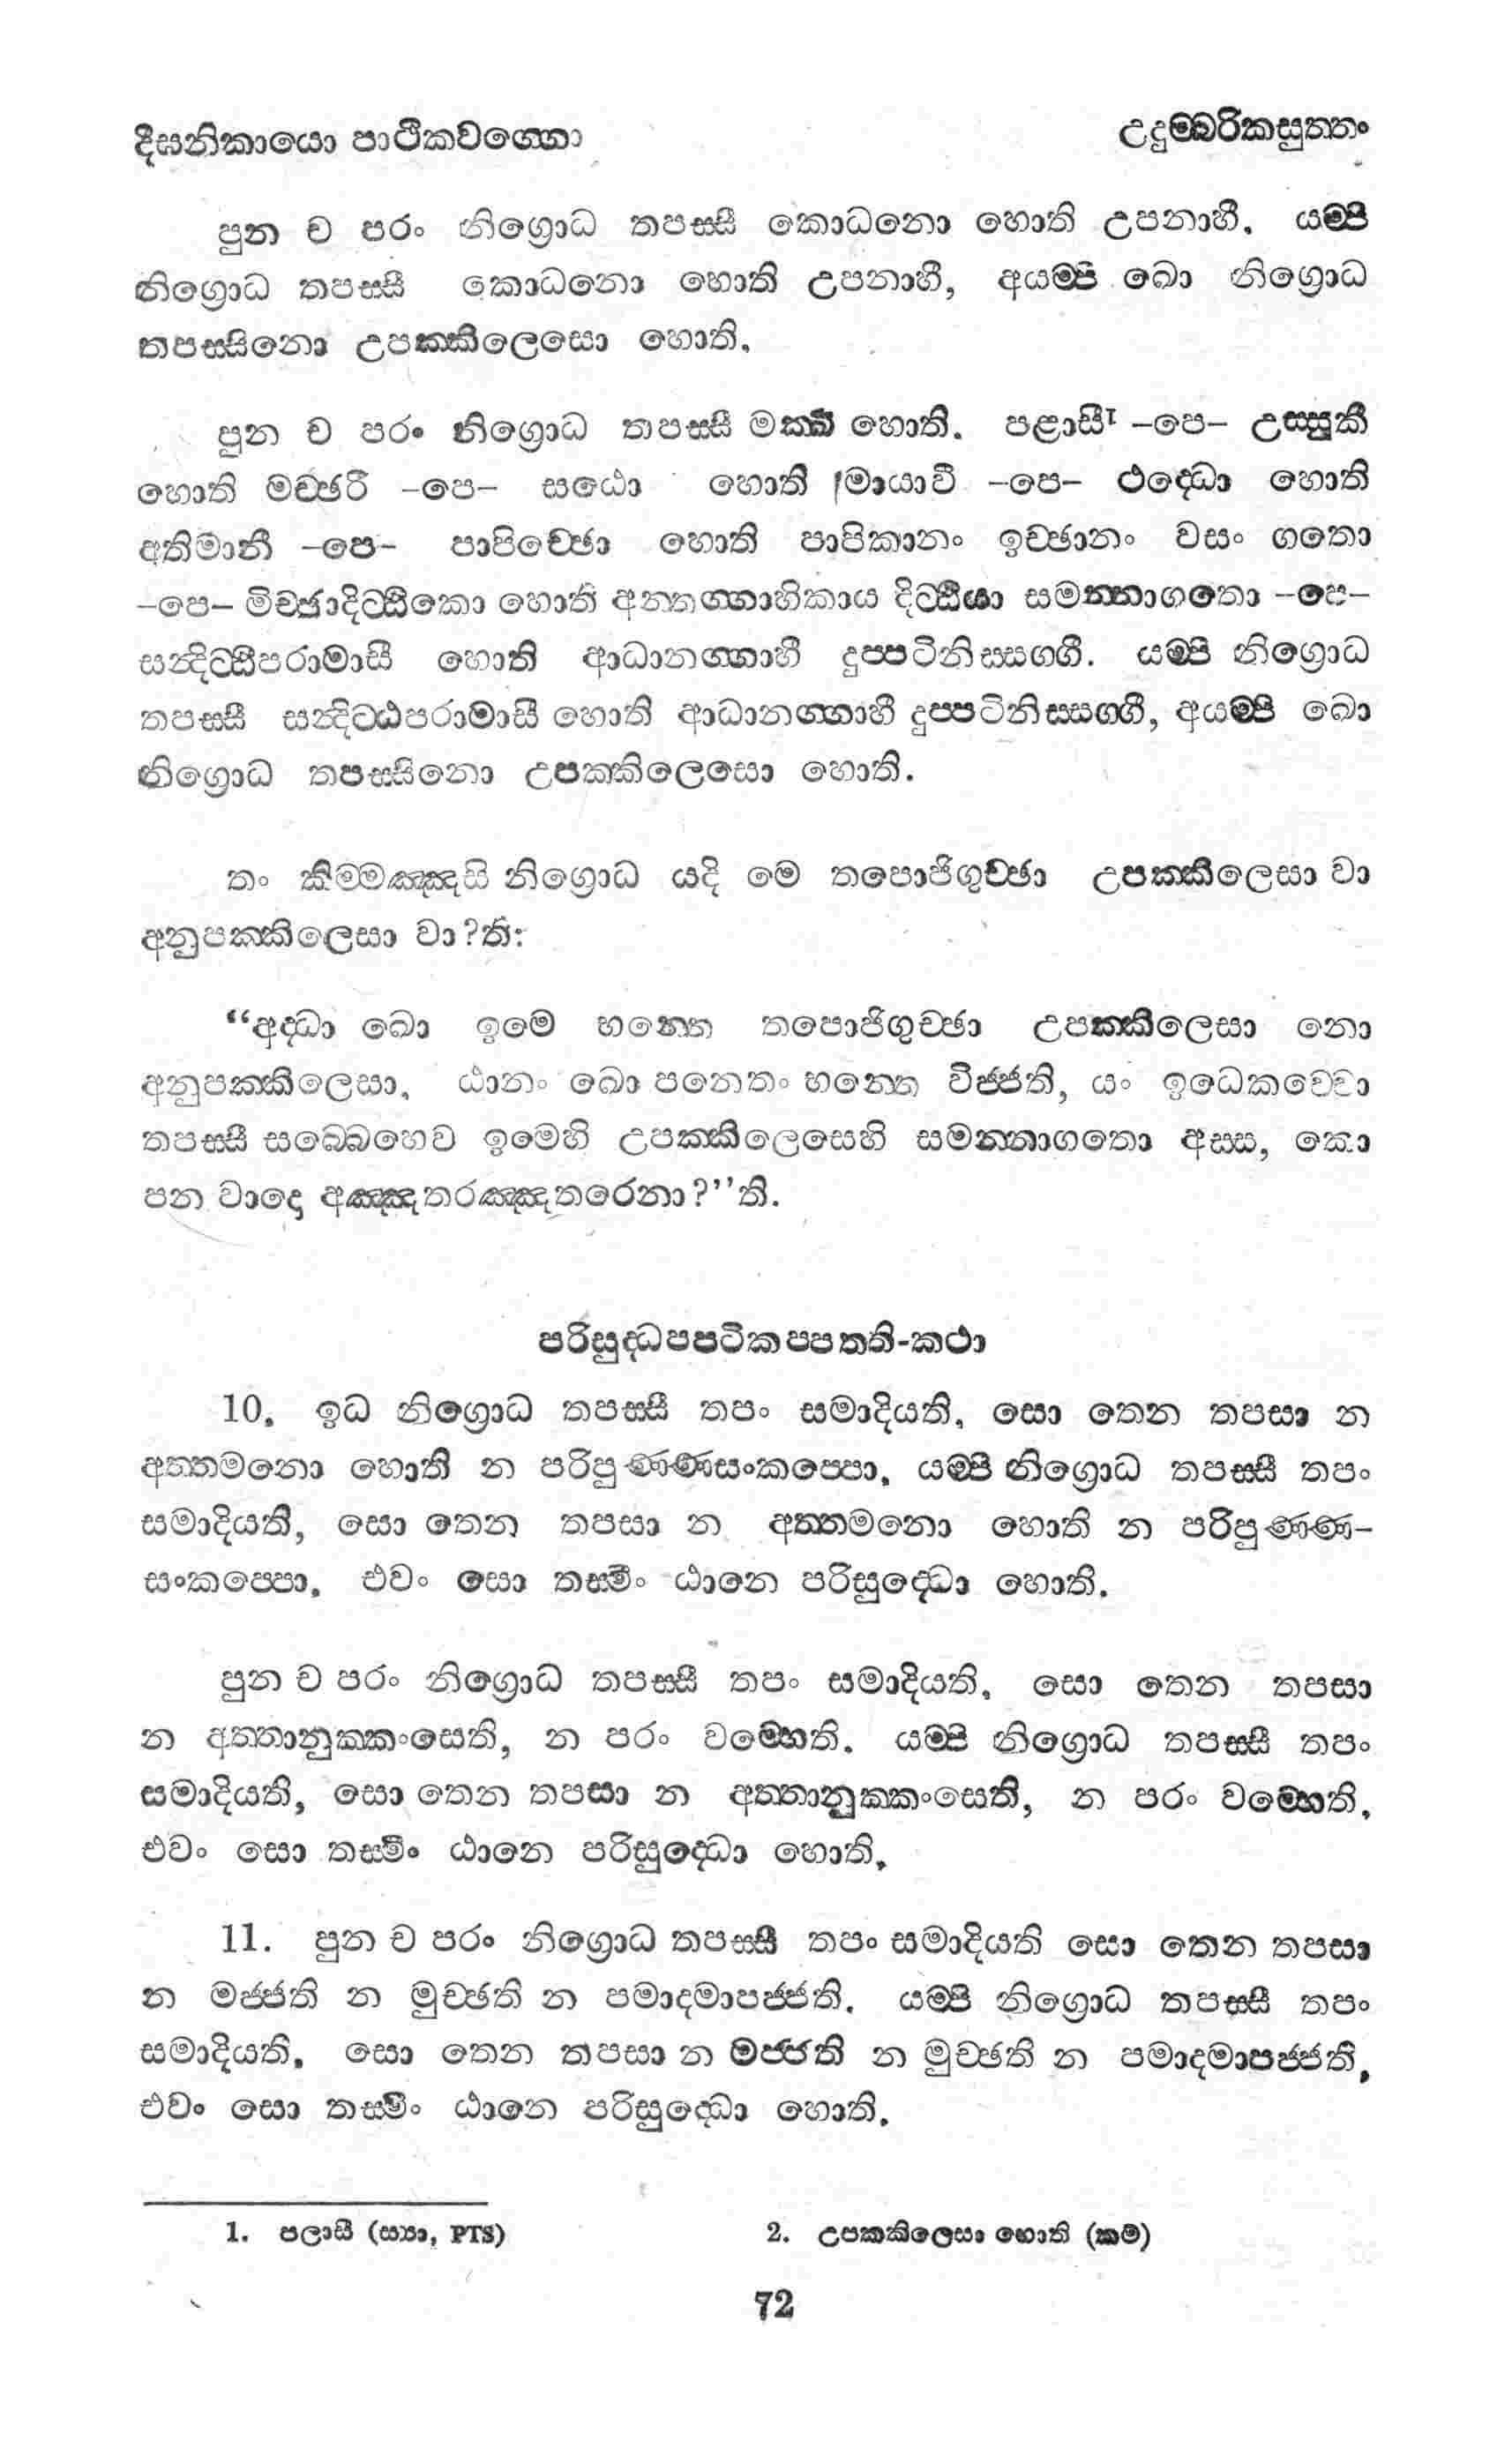 දීඝනිකායො පාථිකවග්ගො
උදුම්බරිකසුත්තං
පුන ච පරං නිග්‍රොධ තපස්සී කොධනො හොති උපනාහී. යම්පි
නිග්‍රොධ තපස්සී කොධනො හොති උපනාහී, අයම්පි ඛො නිග්‍රොධ
තපස්සිනො උපක්කිලෙසො හොති.
පුන ච පරං නිග්‍රොධ තපස්සී මක්ඛී හොති. පළාසී1 –පෙ– උස්සුකී
හොති මච්ඡරී –පෙ– සඨො හොති මායාවී –පෙ– ථද්ධො හොති
අතිමානී –පෙ– පාපිච්ඡො හොති පාපිකානං ඉච්ඡානං වසං ගතො
–පෙ– මිච්ඡාදිට්ඨිකො හොති අන්තග්ගාහිකාය දිට්ඨියා සමන්නාගතො –පෙ–
සන්දිට්ඨිපරාමාසී හොති ආධානග්ගාහී දුප්පටිනිස්සග්ගී. යම්පි නිග්‍රොධ
තපස්සී සන්දිට්ඨපරාමාසී හොති ආධානග්ගාහී දුප්පටිනිස්සග්ගී, අයම්පි ඛො
නිග්‍රොධ තපස්සිනො උපක්කිලෙසො හොති.
තං කිම්මඤ්ඤසි නිග්‍රොධ යදි මෙ තපොජිගුච්ඡා උපක්කිලෙසා වා
අනුපක්කිලෙසා වා?ති:
“අද්ධා ඛො ඉමෙ භන්තෙ තපොජිගුච්ඡා උපක්කිලෙසා නො
අනුපක්කිලෙසා. ඨානං ඛො පනෙතං භන්තෙ විජ්ජති, යං ඉධෙකච්චො
තපස්සී සබ්බෙහෙව ඉමෙහි උපක්කිලෙසෙහි සමන්නාගතො අස්ස, කො
පන වාදො අඤ්ඤතරඤ්ඤතරෙනා?’’ති.
පරිසුද්ධපපටිකප්පත්ති-කථා
10. ඉධ නිග්‍රොධ තපස්සී තපං සමාදියති, සො තෙන තපසා න
අත්තමනො හොති න පරිපුණ්ණසංකප්පො. යම්පි නිග්‍රොධ තපස්සී තපං
සමාදියති, සො තෙන තපසා න අත්තමනො හොති න පරිපුණ්ණ–
සංකප්පො. එවං සො තස්මිං ඨානෙ පරිසුද්ධො හොති.
පුන ච පරං නිග්‍රොධ තපස්සී තපං සමාදියති, සො තෙන තපසා
න අත්තානුක්කංසෙති, න පරං වම්හෙති. යම්පි නිග්‍රොධ තපස්සී තපං
සමාදියති, සො තෙන තපසා න අත්තානුක්කංසෙති, න පරං වම්හෙති,
එවං සො තස්මිං ඨානෙ පරිසුද්ධො හොති.
11. පුන ච පරං නිග්‍රොධ තපස්සී තපං සමාදියති සො තෙන තපසා
න මජ්ජති න මුච්ඡති න පමාදමාපජ්ජති. යම්පි නිග්‍රොධ තපස්සී තපං
සමාදියති. සො තෙන තපසා න මජ්ජති න මුච්ඡති න පමාදමාපජ්ජති,
එවං සො තස්මිං ඨානෙ පරිසුද්ධො හොති.
1. පලාසී (ස්‍යා, PTS)
2. උපක්කිලෙසා හොති (කම්)
72